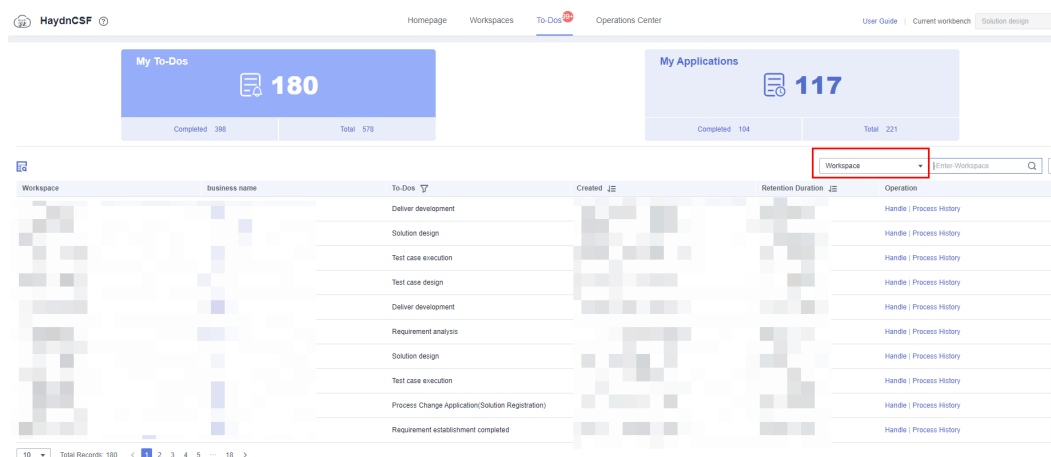 HaydnCSF Homepage Workspaces To-Dos 99+ Operations Center User Guide | Current workbench Solution design
My To-Dos
180
Completed 398 Total 578
My Applications
117
Completed 104 Total 221
Workspace Enter-Workspace
Workspace business name To-Dos Created Retention Duration Operation
Deliver development Handle | Process History
Solution design Handle | Process History
Test case execution Handle | Process History
Test case design Handle | Process History
Deliver development Handle | Process History
Requirement analysis Handle | Process History
Solution design Handle | Process History
Test case execution Handle | Process History
Process Change Application(Solution Registration) Handle | Process History
Requirement establishment completed Handle | Process History
10 Total Records: 180 < 1 2 3 4 5 ... 18 >